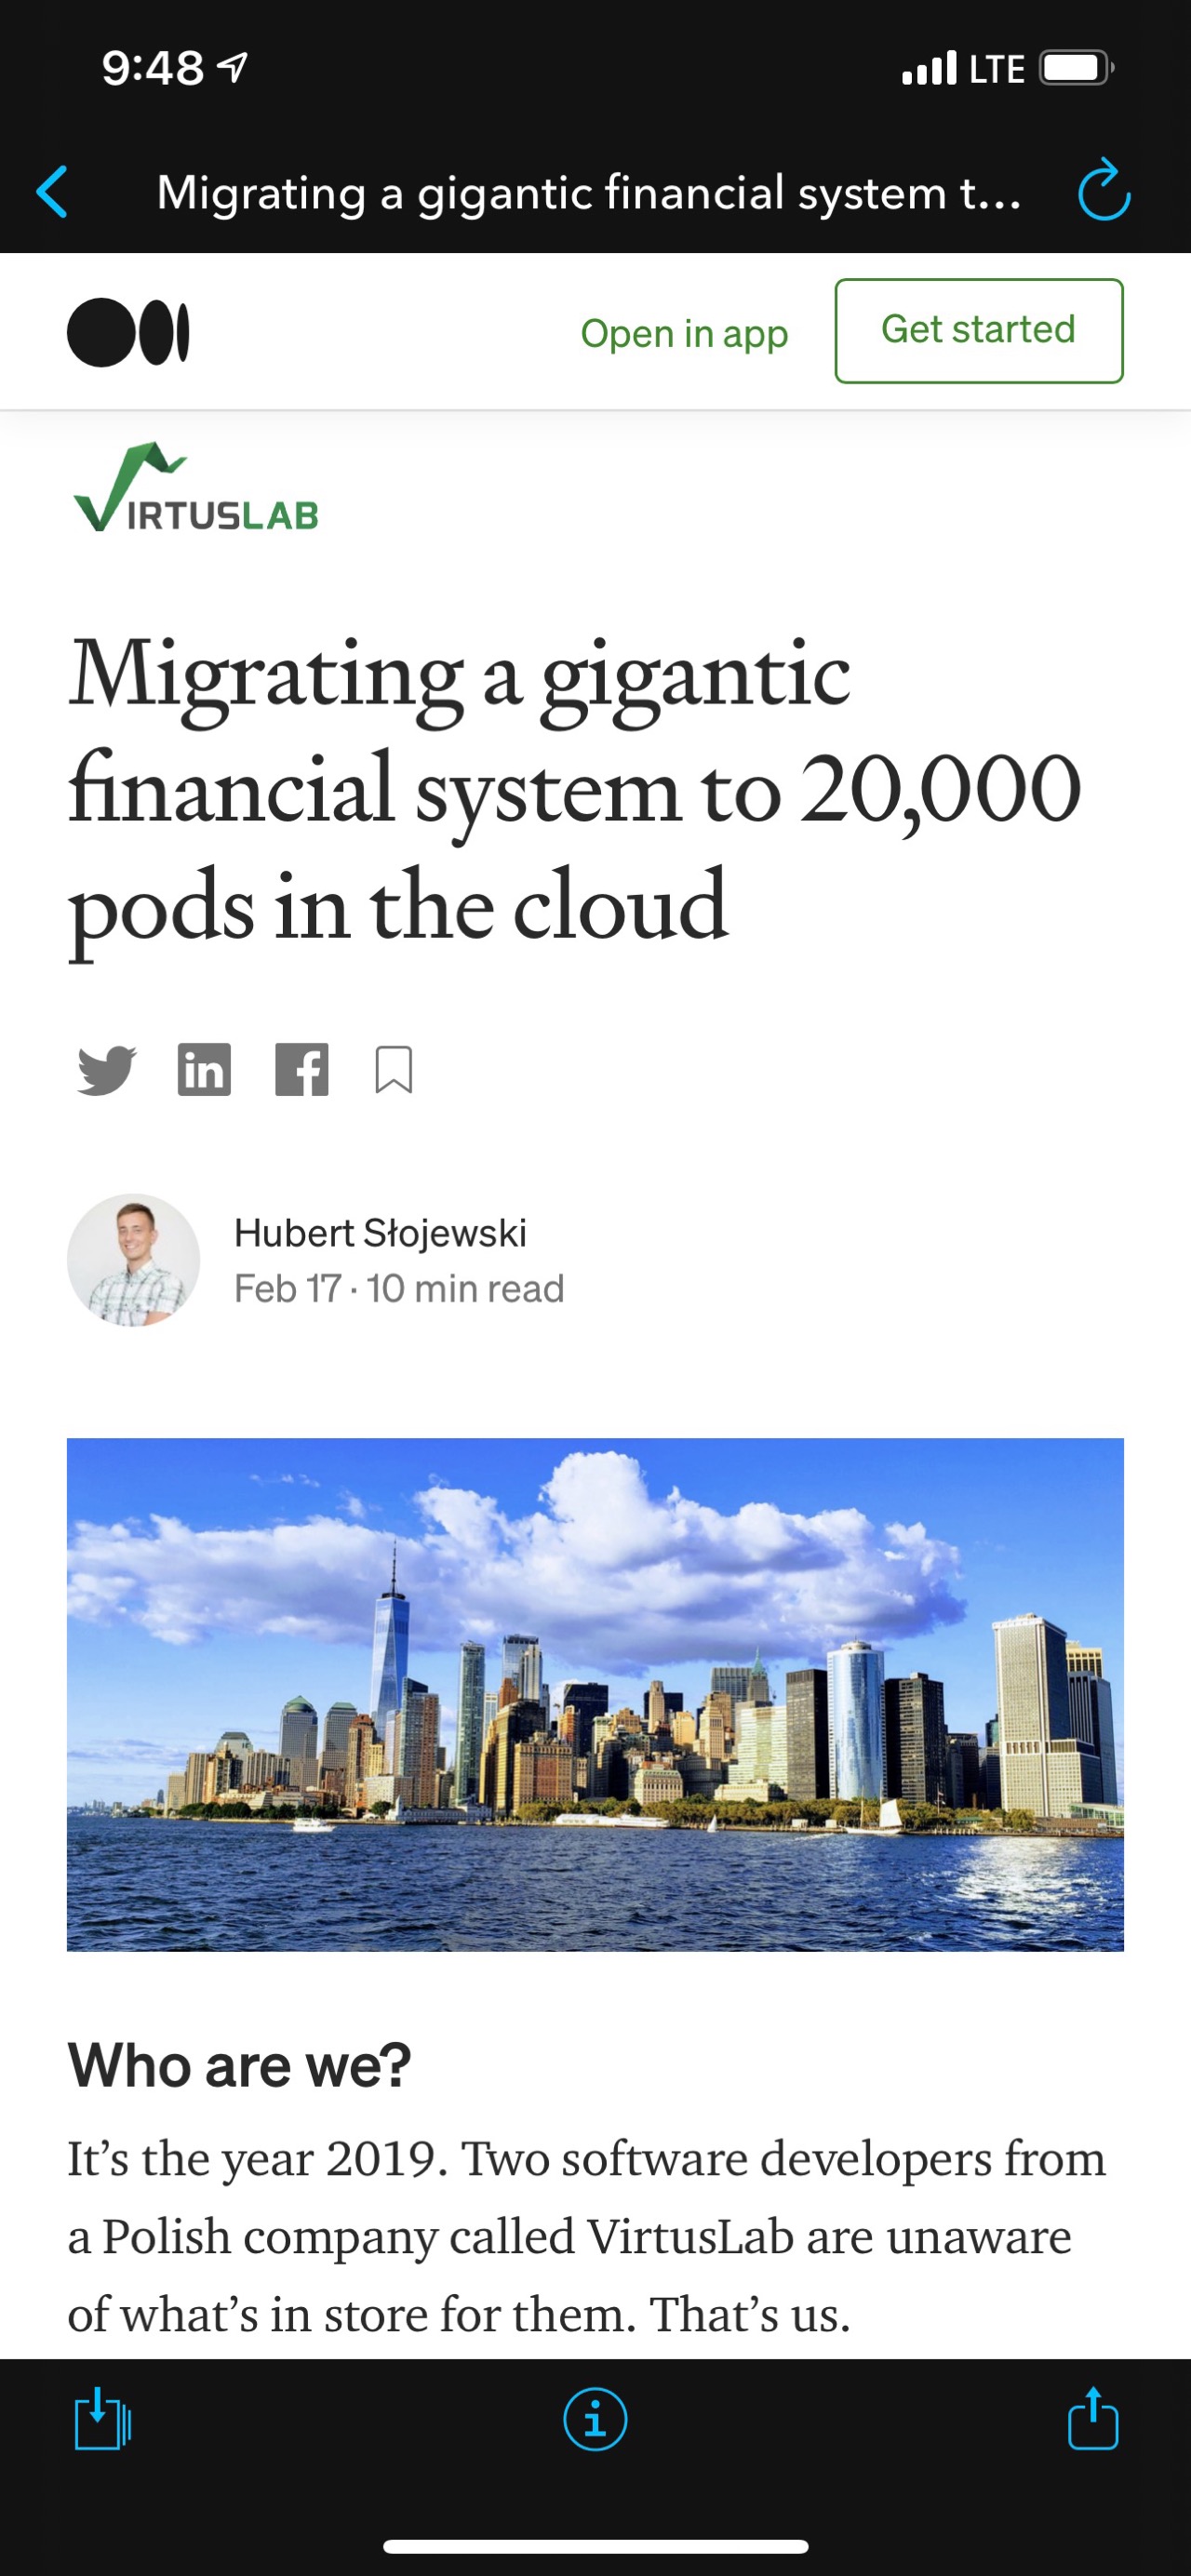 9:48
LTE
Migrating a gigantic financial system t...
Open in app
Get started
VIRTUSLAB
Migrating a gigantic
financial system to 20,000
pods in the cloud
Hubert Słojewski
Feb 17 · 10 min read
Who are we?
It’s the year 2019. Two software developers from
a Polish company called VirtusLab are unaware
of what’s in store for them. That’s us.